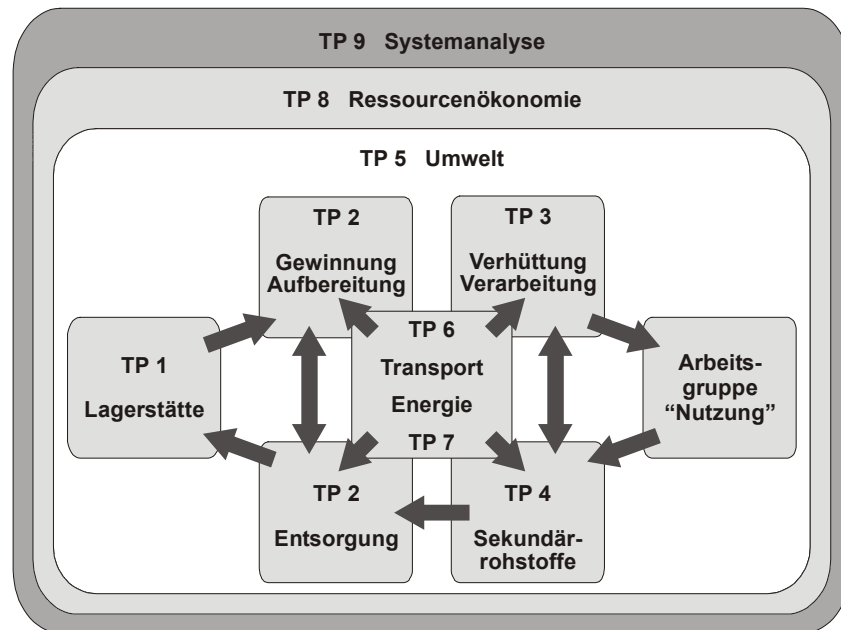 TP 9 Systemanalyse
TP 8 Ressourcenökonomie
TP 5 Umwelt
TP 2
Gewinnung
Aufbereitung
TP 3
Verhüttung
Verarbeitung
TP 1
Lagerstätte
TP 6
Transport
Energie
TP 7
Arbeits-
gruppe
“Nutzung”
TP 2
Entsorgung
TP 4
Sekundär-
rohstoffe